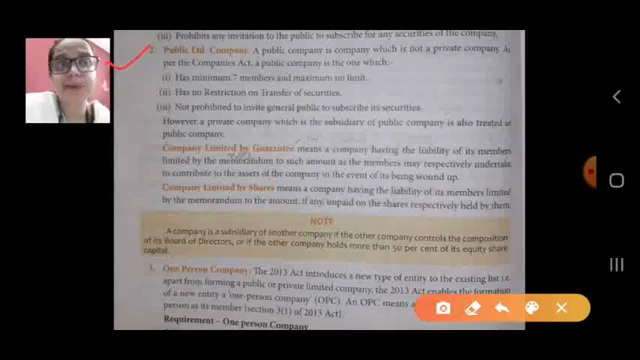 (iii) Prohibits any invitation to the public to subscribe for any securities of the company.
2. Public Ltd. Company: A public company is company which is not a private company. As
per the Companies Act, a public company is the one which:-
(i) Has minimum 7 members and maximum no limit.
(ii) Has no Restriction on Transfer of securities.
(iii) Not prohibited to invite general public to subscribe its securities.
However a private company which is the subsidiary of public company is also treated as
public company.
Company Limited by Guarantee means a company having the liability of its members
limited by the memorandum to such amount as the members may respectively undertake
to contribute to the assets of the company in the event of its being wound up.
Company Limited by Shares means a company having the liability of its members limited
by the memorandum to the amount, if any, unpaid on the shares respectively held by them.
NOTE
A company is a subsidiary of another company if the other company controls the composition
of its Board of Directors, or if the other company holds more than 50 per cent of its equity share
capital.
3. One Person Company: The 2013 Act introduces a new type of entity to the existing list i.e.
apart from forming a public or private limited company, the 2013 Act enables the formation
of a new entity a 'one-person company' (OPC). An OPC means a
person as its member [section 3(1) of 2013 Act].
Requirement – One person Company